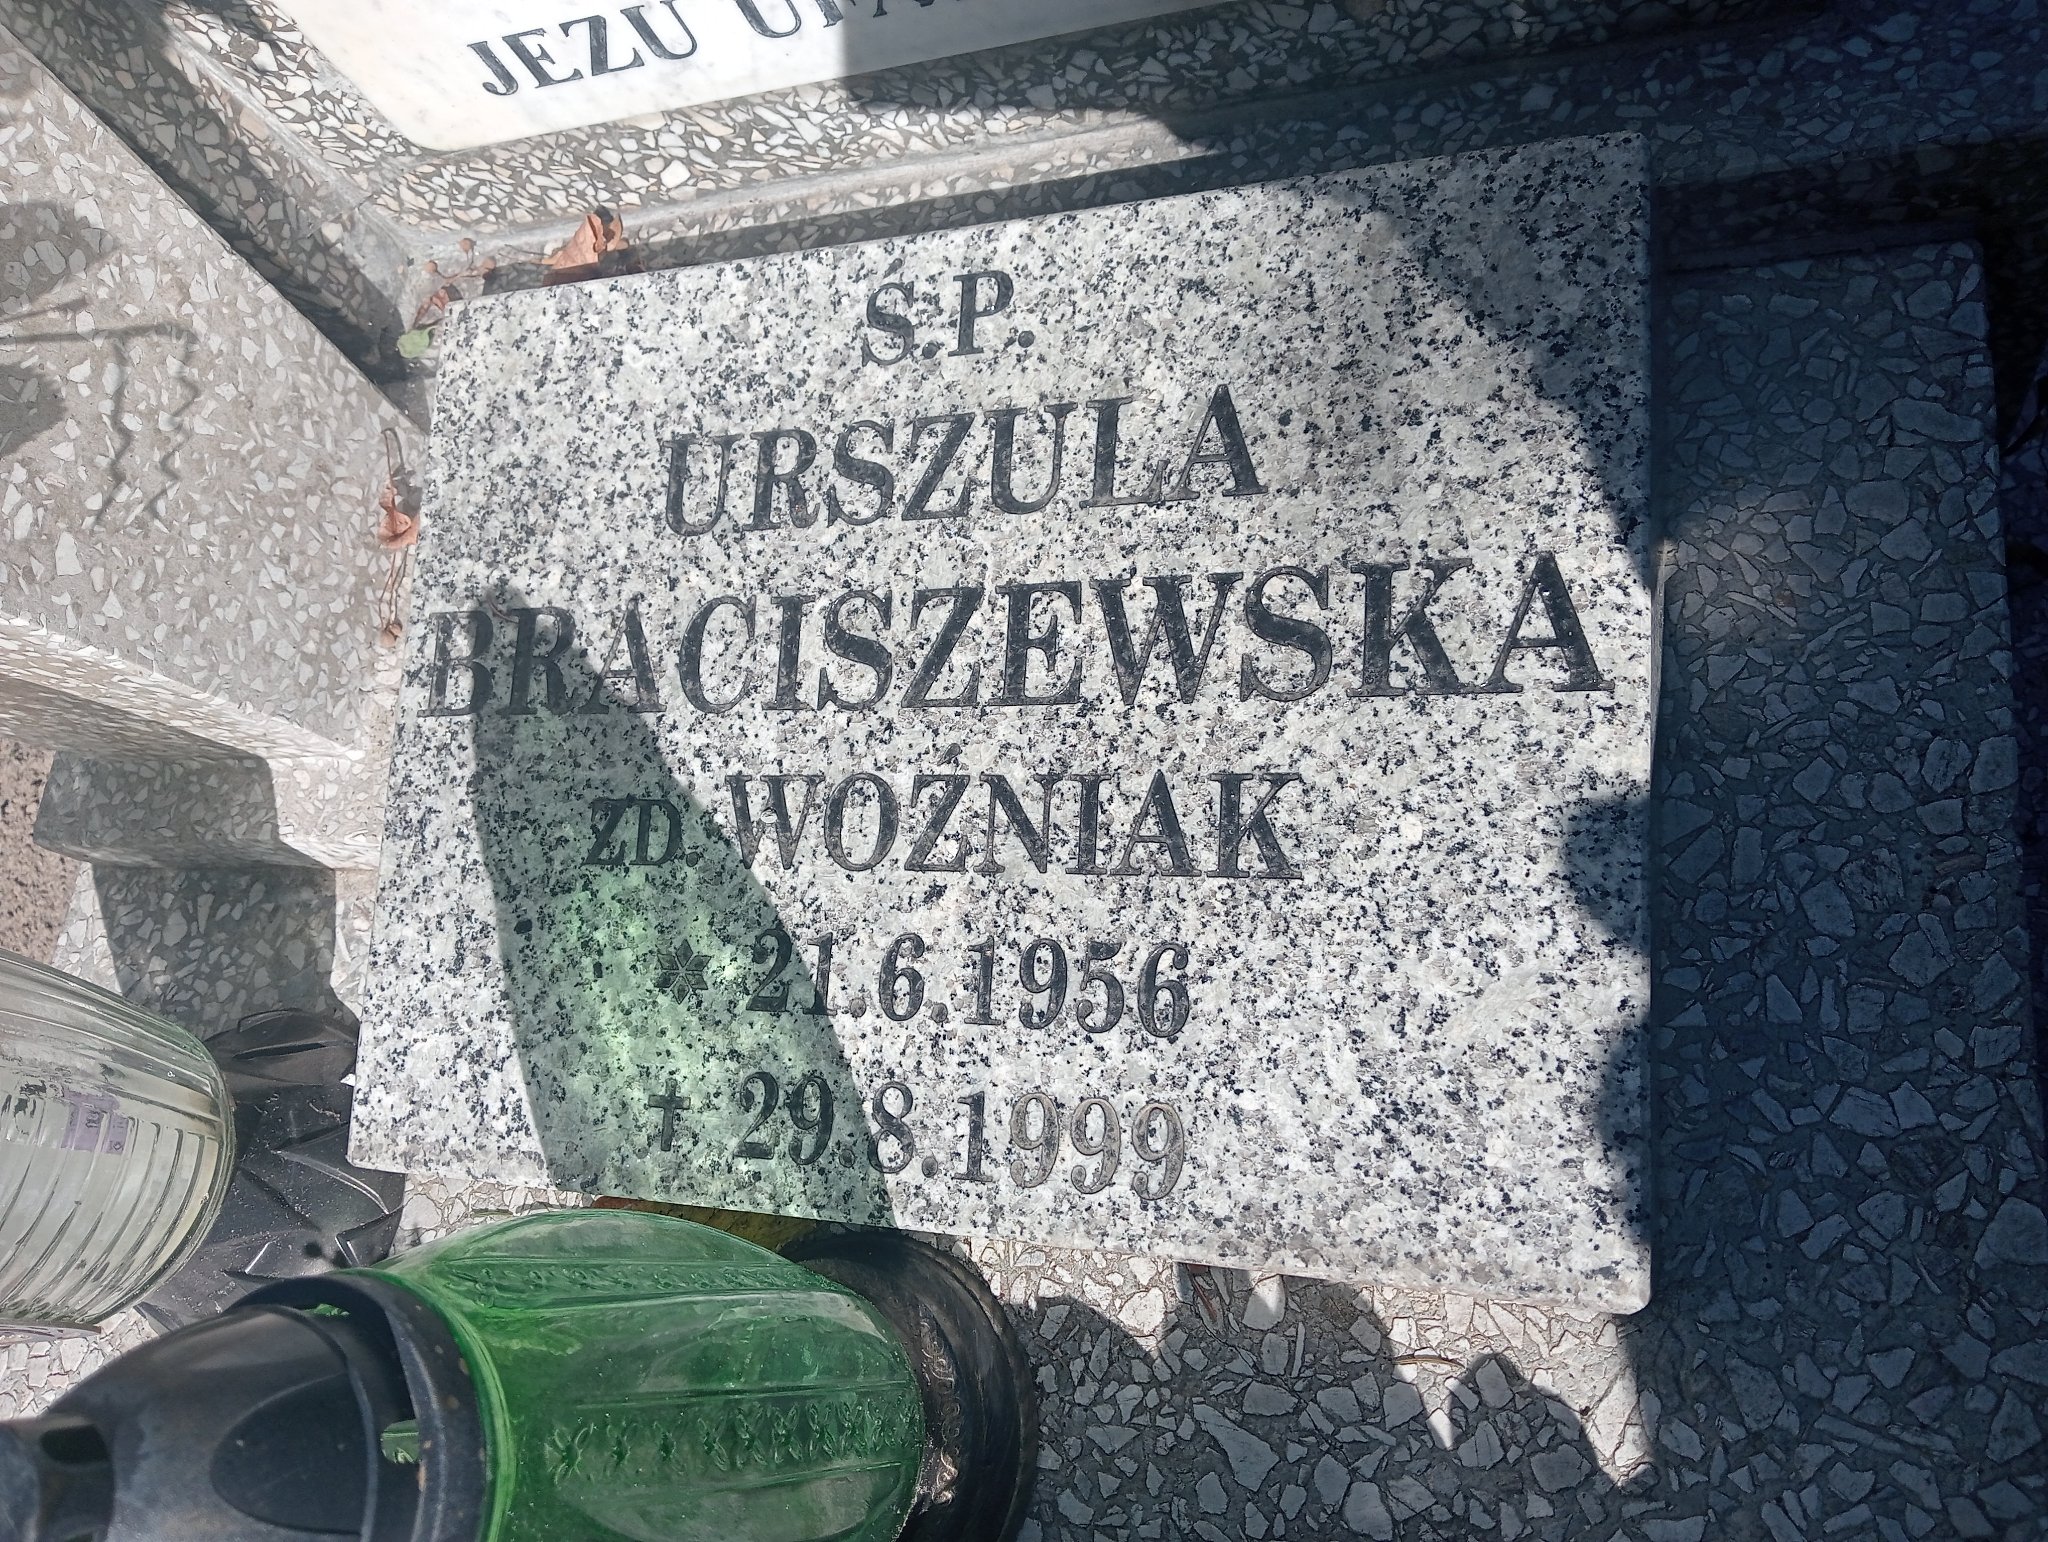 JEZU
S.P.
URSZULA
BRACISZEWSKA
ZD. WOŹNIAK
* 21.6.1956
✝ 29.8.1999